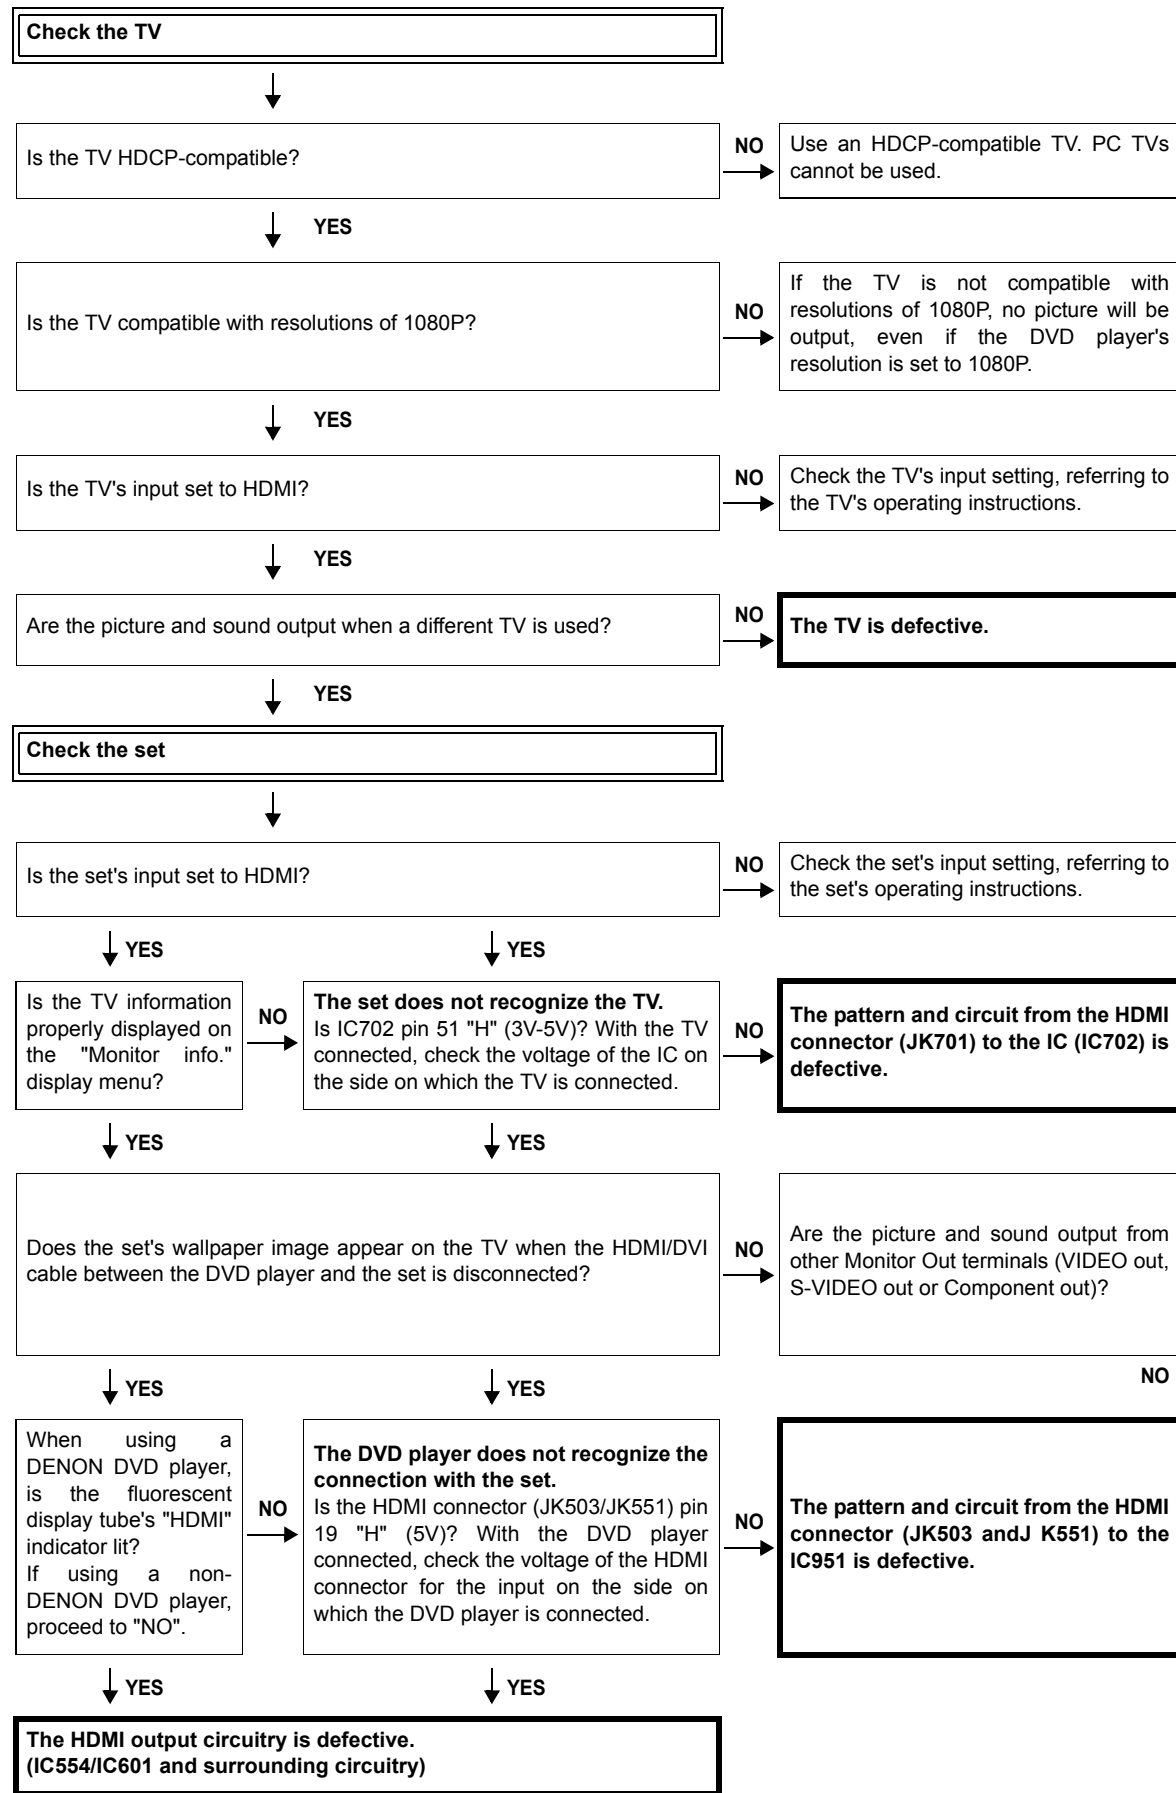 Check the TV
Is the TV HDCP-compatible?
NO
Use an HDCP-compatible TV. PC TVs
cannot be used.
YES
Is the TV compatible with resolutions of 1080P?
NO
If the TV is not compatible with
resolutions of 1080P, no picture will be
output, even if the DVD player's
resolution is set to 1080P.
YES
Is the TV's input set to HDMI?
NO
Check the TV's input setting, referring to
the TV's operating instructions.
YES
Are the picture and sound output when a different TV is used?
NO
The TV is defective.
YES
Check the set
Is the set's input set to HDMI?
NO
Check the set's input setting, referring to
the set's operating instructions.
YES
YES
Is the TV information
properly displayed on
the "Monitor info."
display menu?
NO
The set does not recognize the TV.
Is IC702 pin 51 "H" (3V-5V)? With the TV
connected, check the voltage of the IC on
the side on which the TV is connected.
NO
The pattern and circuit from the HDMI
connector (JK701) to the IC (IC702) is
defective.
YES
YES
Does the set's wallpaper image appear on the TV when the HDMI/DVI
cable between the DVD player and the set is disconnected?
NO
Are the picture and sound output from
other Monitor Out terminals (VIDEO out,
S-VIDEO out or Component out)?
YES
YES
NO
When using a
DENON DVD player,
is the fluorescent
display tube's "HDMI"
indicator lit?
If using a non-
DENON DVD player,
proceed to "NO".
NO
The DVD player does not recognize the
connection with the set.
Is the HDMI connector (JK503/JK551) pin
19 "H" (5V)? With the DVD player
connected, check the voltage of the HDMI
connector for the input on the side on
which the DVD player is connected.
NO
The pattern and circuit from the HDMI
connector (JK503 andJ K551) to the
IC951 is defective.
YES
YES
The HDMI output circuitry is defective.
(IC554/IC601 and surrounding circuitry)